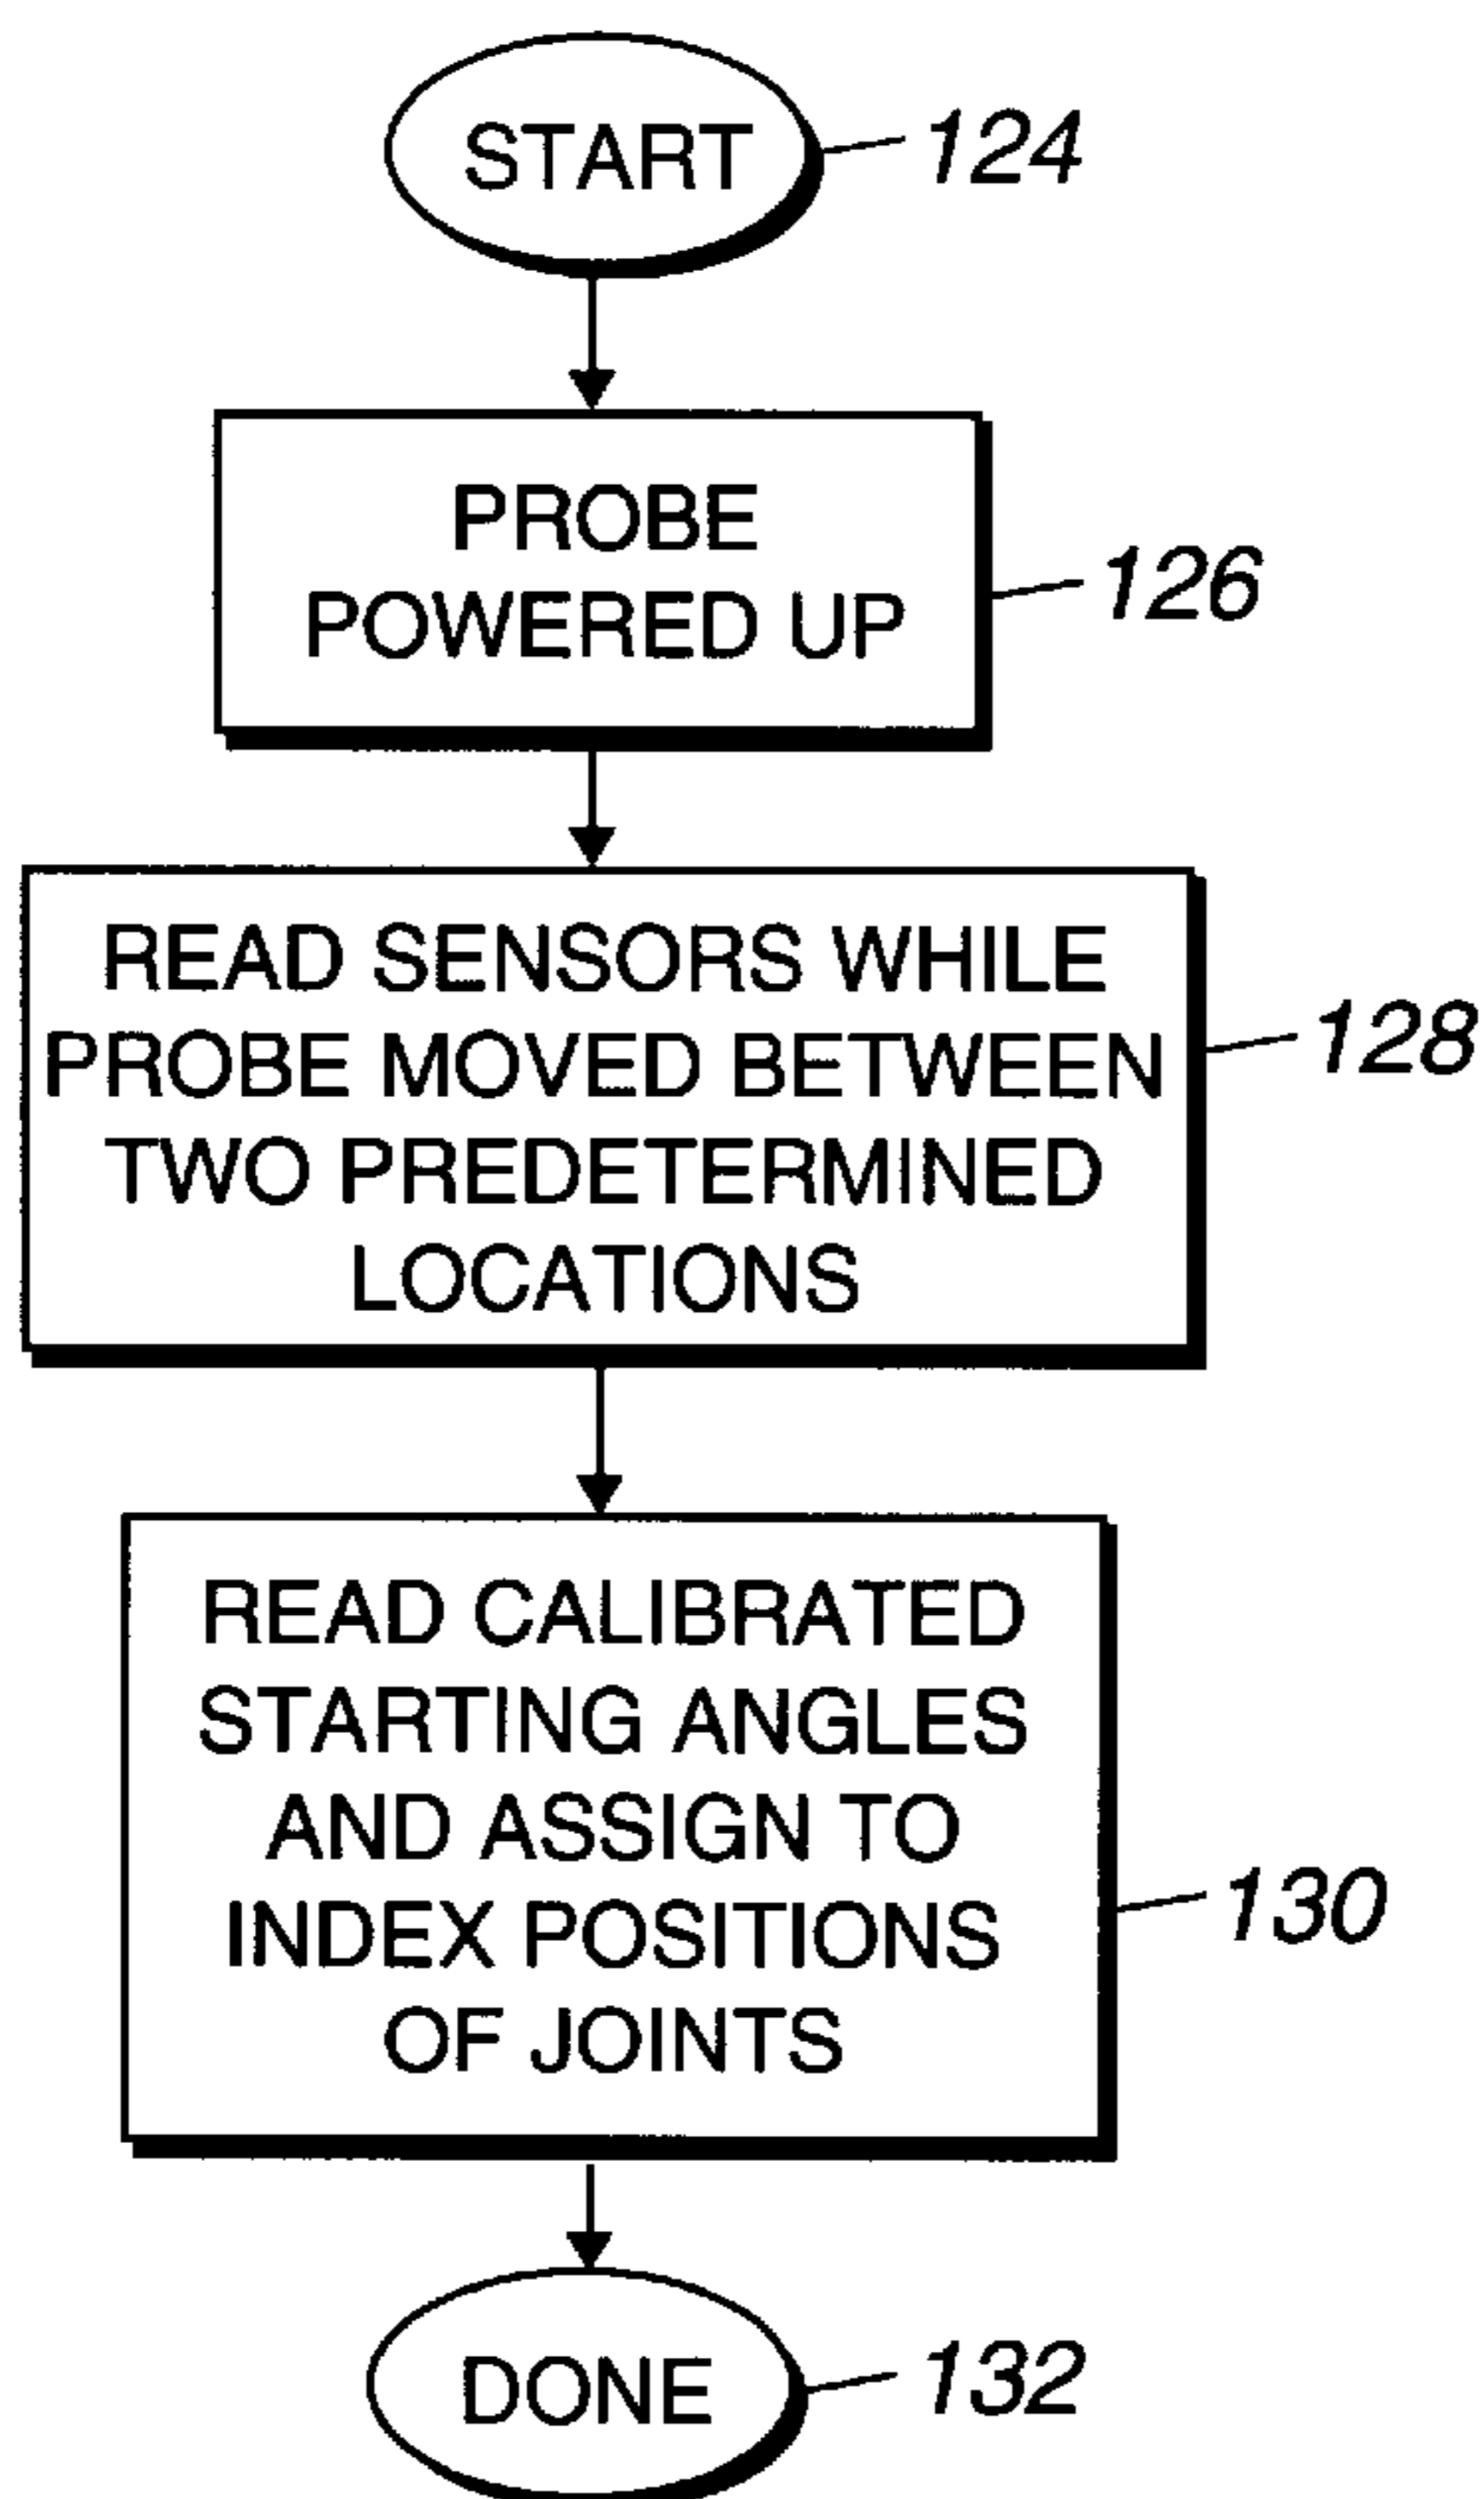 START
124
PROBE
POWERED UP
126
READ SENSORS WHILE
PROBE MOVED BETWEEN
TWO PREDETERMINED
LOCATIONS
128
READ CALIBRATED
STARTING ANGLES
AND ASSIGN TO
INDEX POSITIONS
OF JOINTS
130
DONE
132